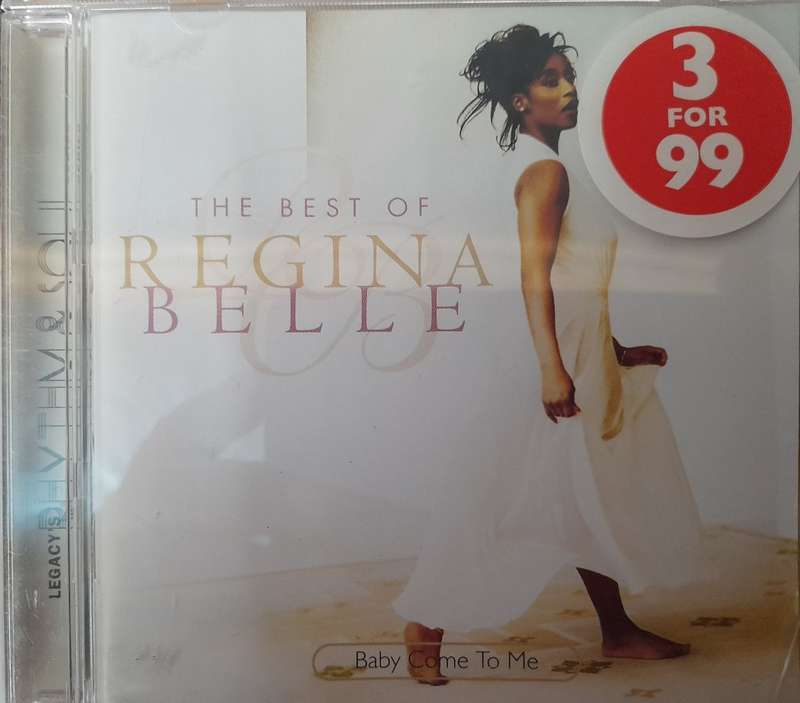 3
FOR
99
THE BEST OF
REGINA
BELLE
LEGACY'S
RHYTHM & SOUL
Baby Come To Me